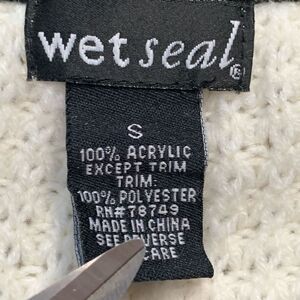 wet seal®
S
100% ACRYLIC
EXCEPT TRIM
TRIM:
100% POLYESTER
RN#78749
MADE IN CHINA
SEE REVERSE
CARE